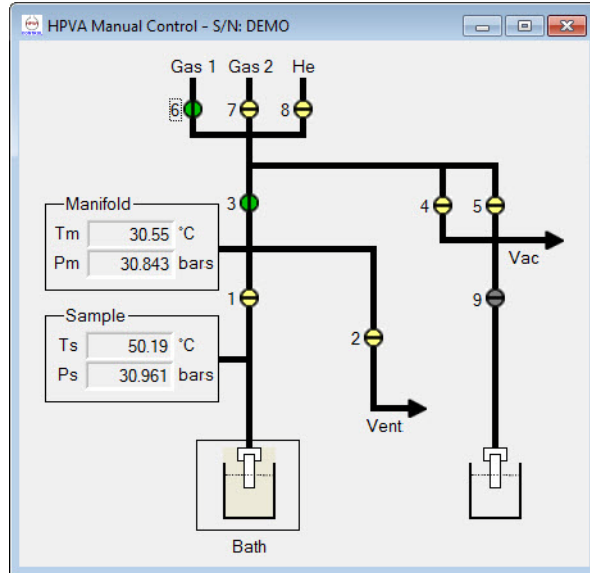 HPVA Manual Control - S/N: DEMO
Gas 1 Gas 2 He
6 7 8
3
4 5
Manifold
Tm 30.55 °C
Pm 30.843 bars
Vac
1
9
Sample
Ts 50.19 °C
Ps 30.961 bars
2
Vent
Bath